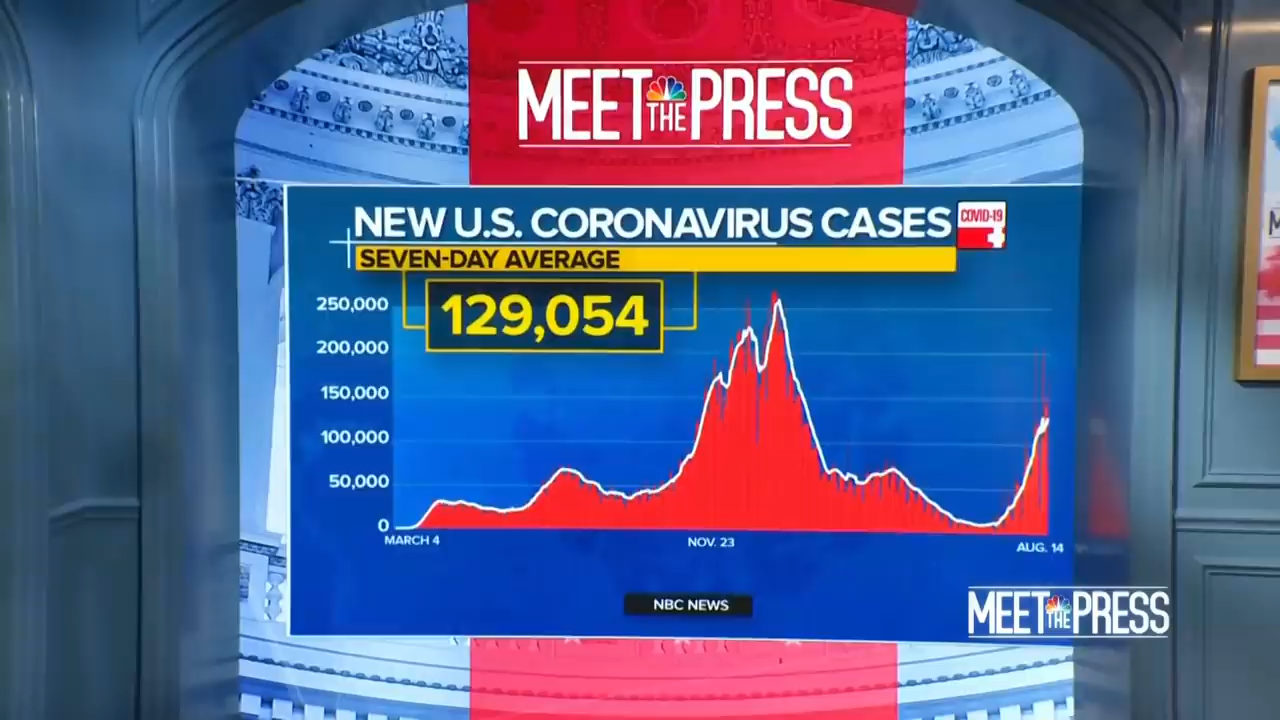 MEET THE PRESS
NEW U.S. CORONAVIRUS CASES
COVID-19
SEVEN-DAY AVERAGE
129,054
250,000
200,000
150,000
100,000
50,000
0
MARCH 4
NOV. 23
AUG. 14
NBC NEWS
MEET THE PRESS